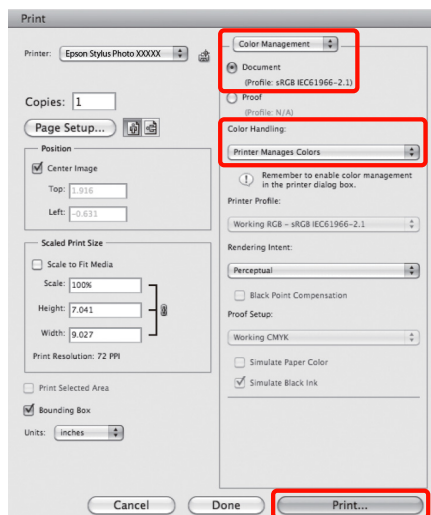 Print
Printer: Epson Stylus Photo XXXXX
Copies: 1
Page Setup...
Position
Center Image
Top: 1.916
Left: -0.631
Scaled Print Size
Scale to Fit Media
Scale: 100%
Height: 7.041
Width: 9.027
Print Resolution: 72 PPI
Print Selected Area
Bounding Box
Units: inches
Color Management
Document
(Profile: sRGB IEC61966-2.1)
Proof
(Profile: N/A)
Color Handling:
Printer Manages Colors
Remember to enable color management
in the printer dialog box.
Printer Profile:
Working RGB - sRGB IEC61966-2.1
Rendering Intent:
Perceptual
Black Point Compensation
Proof Setup:
Working CMYK
Simulate Paper Color
Simulate Black Ink
Cancel
Done
Print...